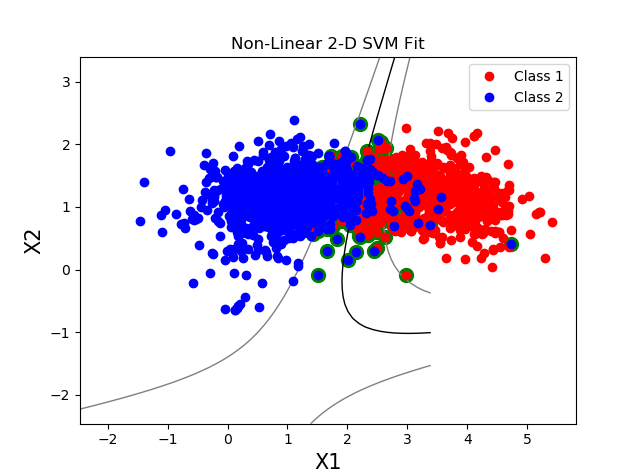 Non-Linear 2-D SVM Fit
Class 1
Class 2
3
2
1
0
−1
−2
X2
−2 −1 0 1 2 3 4 5
X1